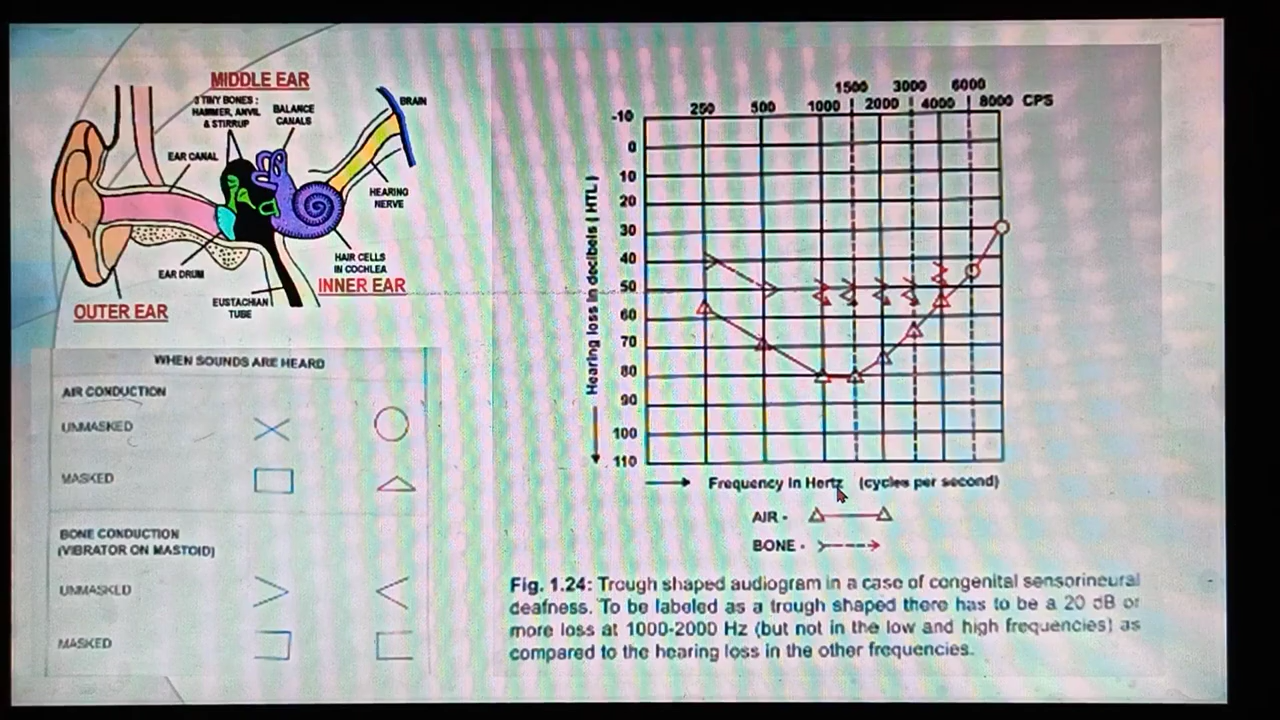 MIDDLE EAR
3 TINY BONES :
HAMMER, ANVIL
& STIRRUP
BALANCE
CANALS
BRAIN
EAR CANAL
HEARING
NERVE
HAIR CELLS
IN COCHLEA
EAR DRUM
INNER EAR
EUSTACHIAN
TUBE
OUTER EAR
WHEN SOUNDS ARE HEARD
AIR CONDUCTION
UNMASKED
MASKED
BONE CONDUCTION
(VIBRATOR ON MASTOID)
UNMASKED
MASKED
1500 3000 6000
250 500 1000 2000 4000 8000 CPS
-10
0
10
20
30
40
50
60
70
80
90
100
110
Hearing loss in decibels ( HTL )
Frequency In Hertz (cycles per second)
AIR -
BONE -
Fig. 1.24: Trough shaped audiogram in a case of congenital sensorineural
deafness. To be labeled as a trough shaped there has to be a 20 dB or
more loss at 1000-2000 Hz (but not in the low and high frequencies) as
compared to the hearing loss in the other frequencies.